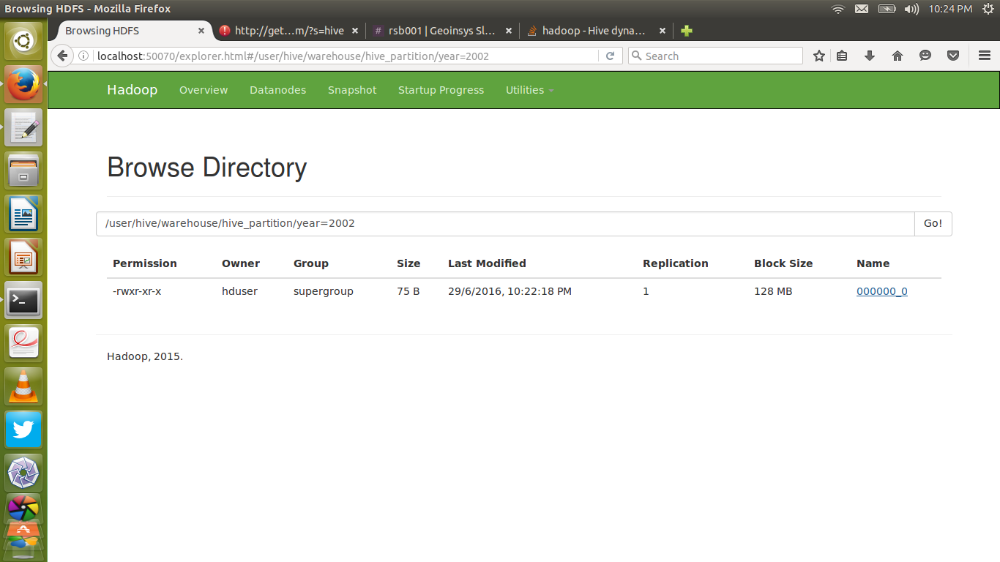 Browsing HDFS - Mozilla Firefox
10:24 PM
Browsing HDFS
http://get...m/?s=hive
# rsb001 | Geoinsys Sl...
hadoop - Hive dynam...
localhost:50070/explorer.html#/user/hive/warehouse/hive_partition/year=2002
Search
Hadoop Overview Datanodes Snapshot Startup Progress Utilities
Browse Directory
/user/hive/warehouse/hive_partition/year=2002 Go!
Permission Owner Group Size Last Modified Replication Block Size Name
-rwxr-xr-x hduser supergroup 75 B 29/6/2016, 10:22:18 PM 1 128 MB 000000_0
Hadoop, 2015.